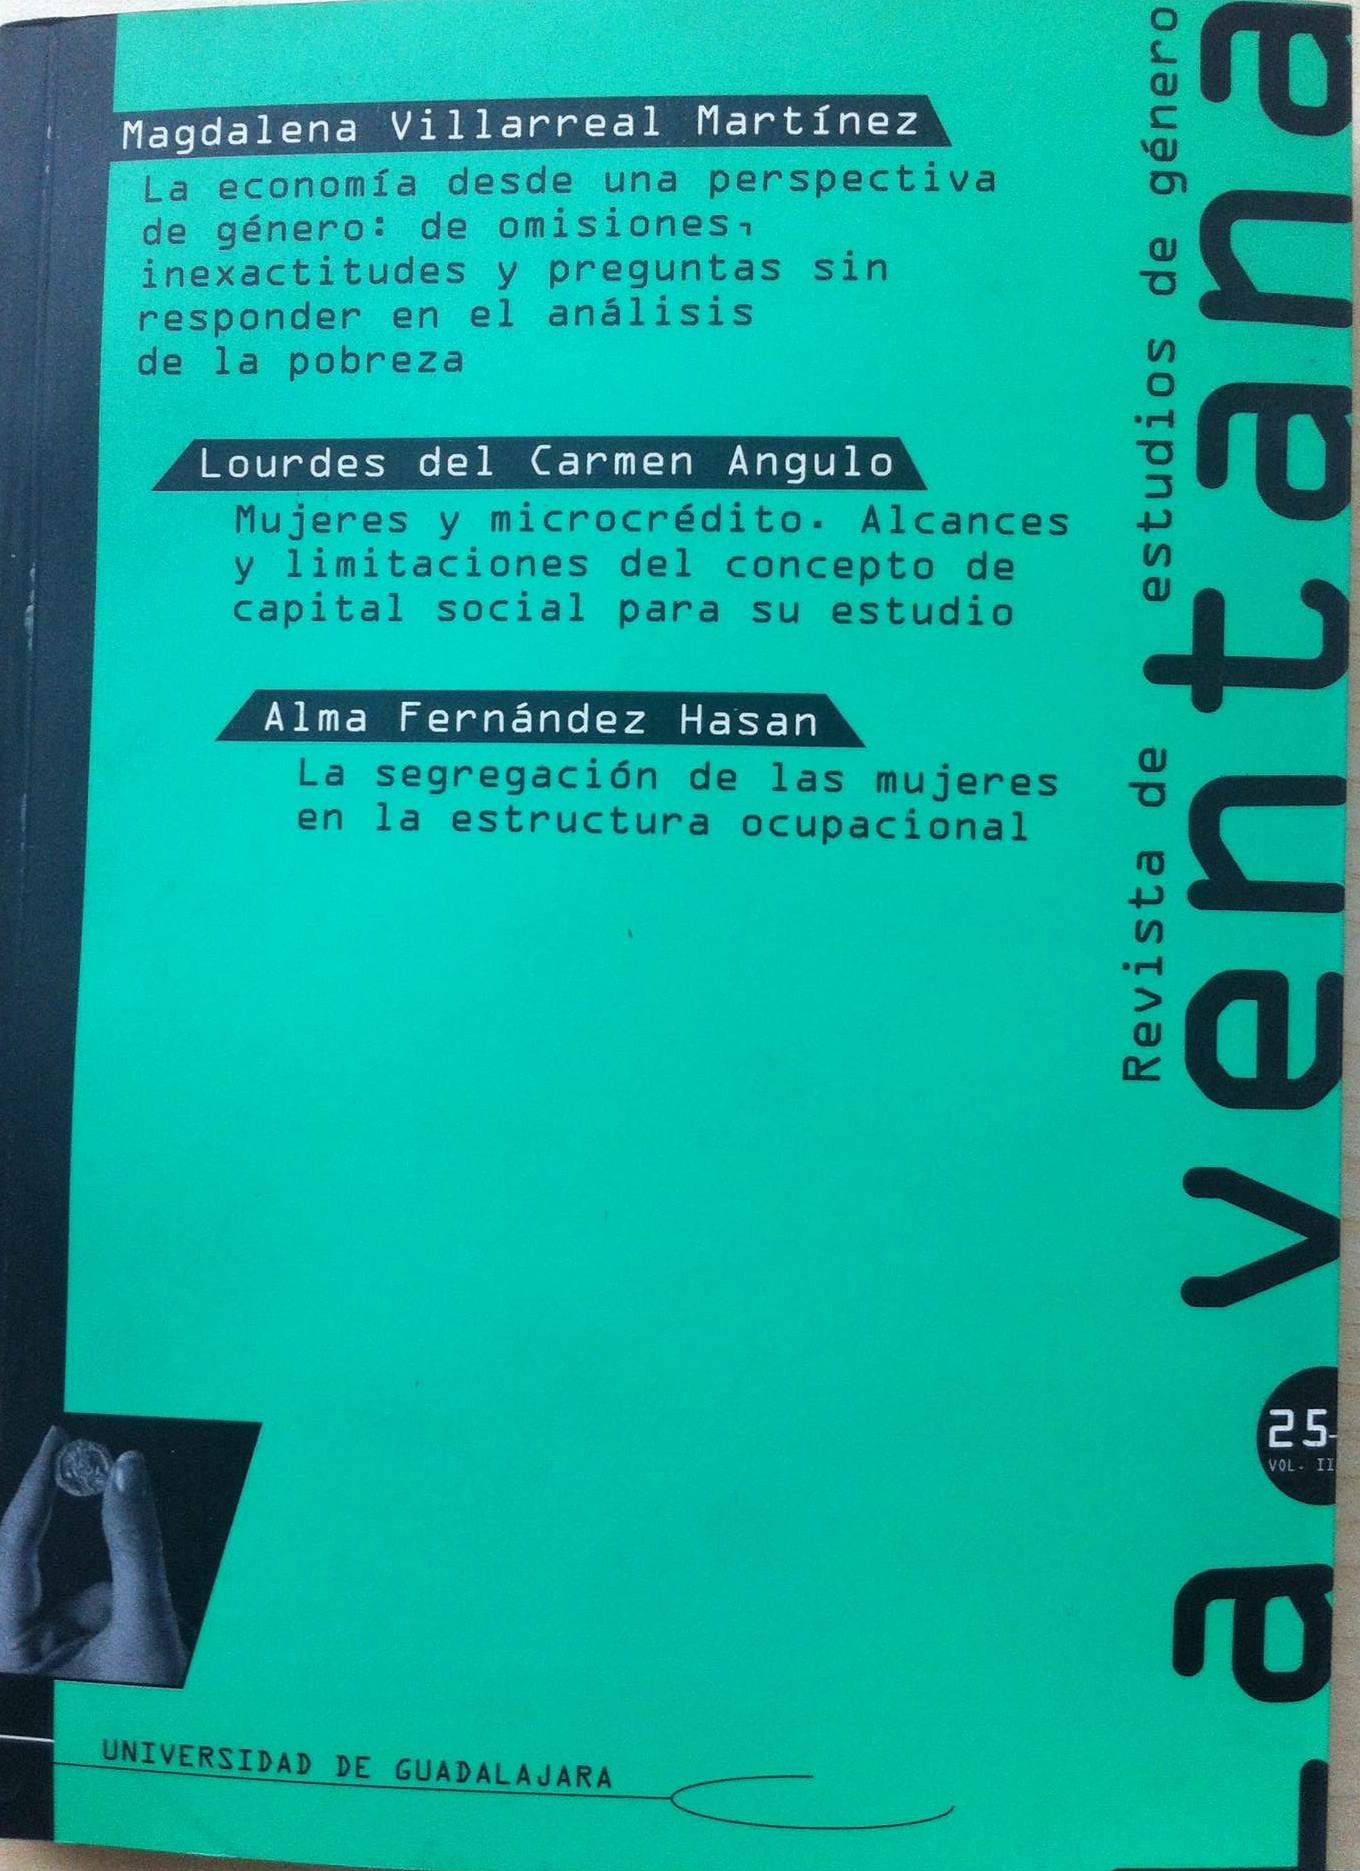 Magdalena Villarreal Martínez
La economía desde una perspectiva
de género: de omisiones,
inexactitudes y preguntas sin
responder en el análisis
de la pobreza
Lourdes del Carmen Angulo
Mujeres y microcrédito. Alcances
y limitaciones del concepto de
capital social para su estudio
Alma Fernández Hasan
La segregación de las mujeres
en la estructura ocupacional
Revista de estudios de género
La ventana
25
VOL. II
UNIVERSIDAD DE GUADALAJARA